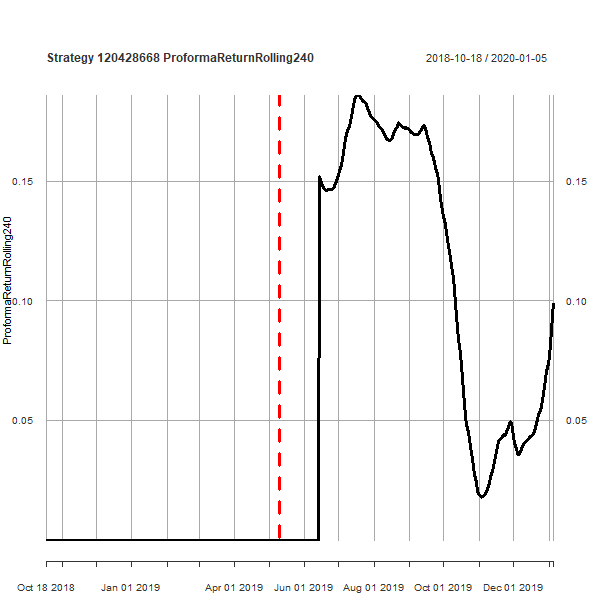 Strategy 120428668 ProformaReturnRolling240
2018-10-18 / 2020-01-05
ProformaReturnRolling240
0.15
0.10
0.05
0.15
0.10
0.05
Oct 18 2018
Jan 01 2019
Apr 01 2019
Jun 01 2019
Aug 01 2019
Oct 01 2019
Dec 01 2019